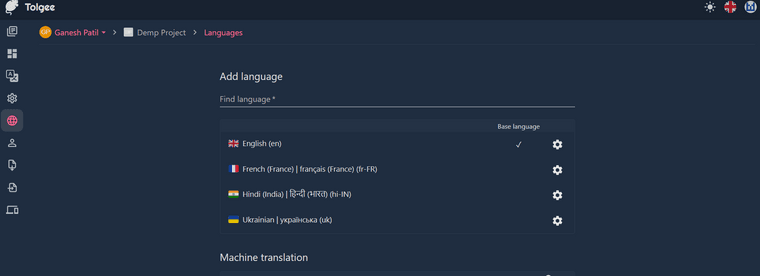 Tolgee
GP Ganesh Patil > Demp Project > Languages
Add language
Find language *
Base language
English (en) ✓
French (France) | français (France) (fr-FR)
Hindi (India) | हिन्दी (भारत) (hi-IN)
Ukrainian | українська (uk)
Machine translation